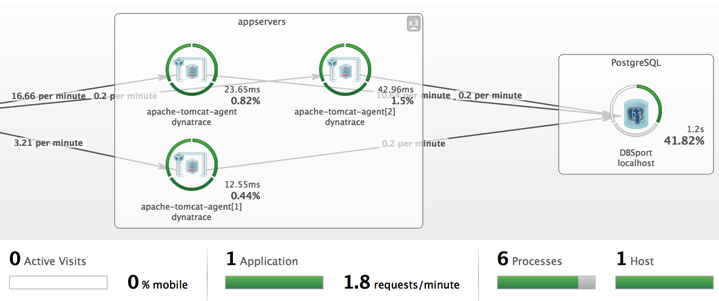 appservers
x3
PostgreSQL
16.66 per minute
0.2 per minute
23.65ms
0.82%
apache-tomcat-agent
dynatrace
42.96ms
1.5%
apache-tomcat-agent[2]
dynatrace
per minute
0.2 per minute
1.2s
41.82%
DBSport
localhost
3.21 per minute
0.2 per minute
12.55ms
0.44%
apache-tomcat-agent[1]
dynatrace
0 Active Visits
1 Application
6 Processes
1 Host
0 % mobile
1.8 requests/minute